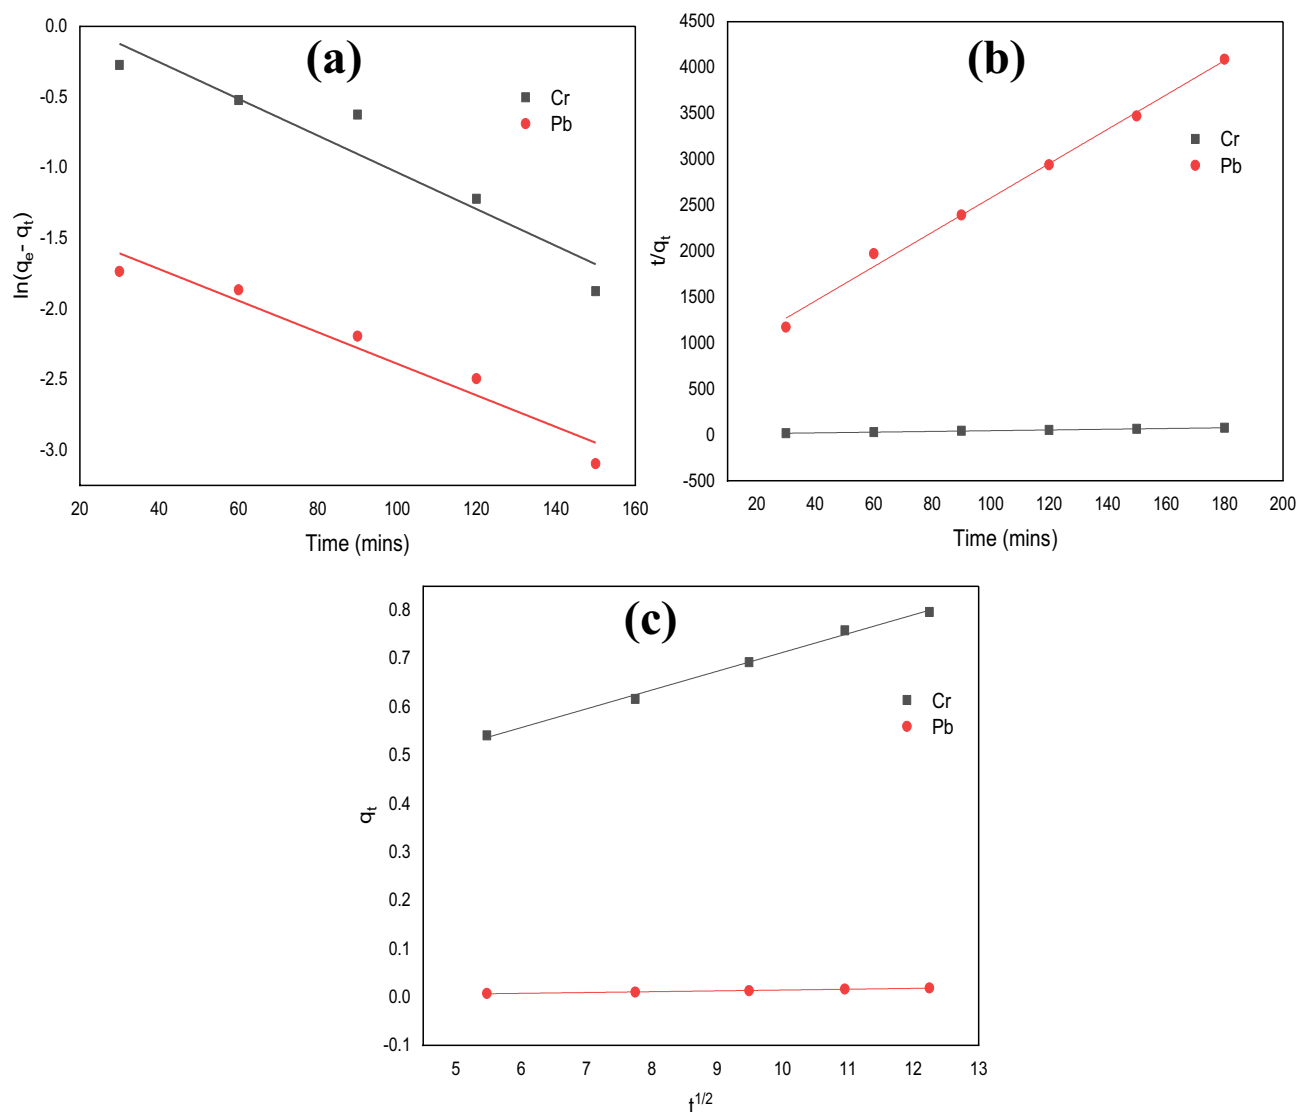 (a)
Cr
Pb
0.0
-0.5
-1.0
-1.5
-2.0
-2.5
-3.0
ln(qₑ- qₜ)
20 40 60 80 100 120 140 160
Time (mins)
(b)
Cr
Pb
4500
4000
3500
3000
2500
2000
1500
1000
500
0
-500
t/qₜ
20 40 60 80 100 120 140 160 180 200
Time (mins)
(c)
Cr
Pb
0.8
0.7
0.6
0.5
0.4
0.3
0.2
0.1
0.0
-0.1
qₜ
5 6 7 8 9 10 11 12 13
t¹/²